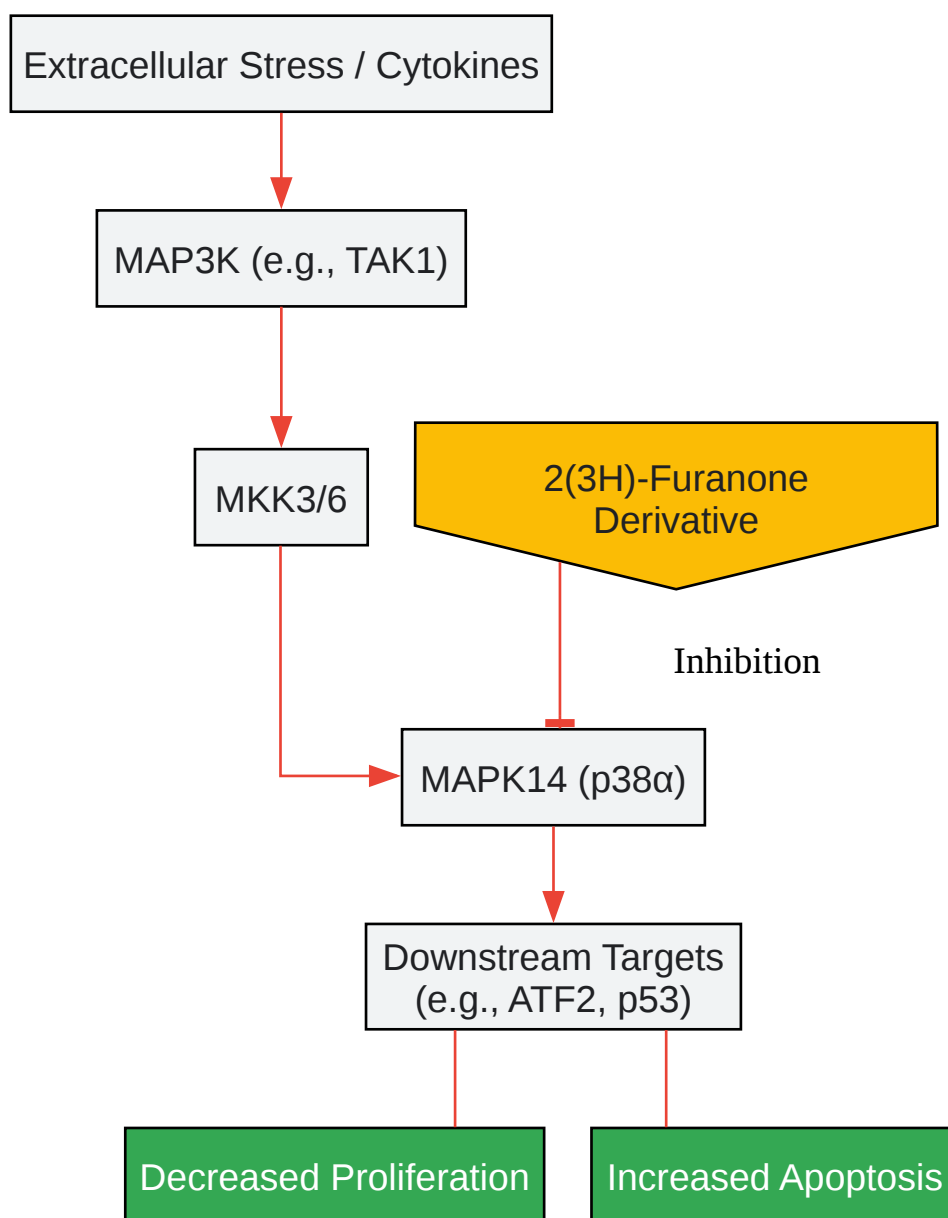 Extracellular Stress / Cytokines
MAP3K (e.g., TAK1)
MKK3/6
2(3H)-Furanone
Derivative
Inhibition
MAPK14 (p38α)
Downstream Targets
(e.g., ATF2, p53)
Decreased Proliferation
Increased Apoptosis